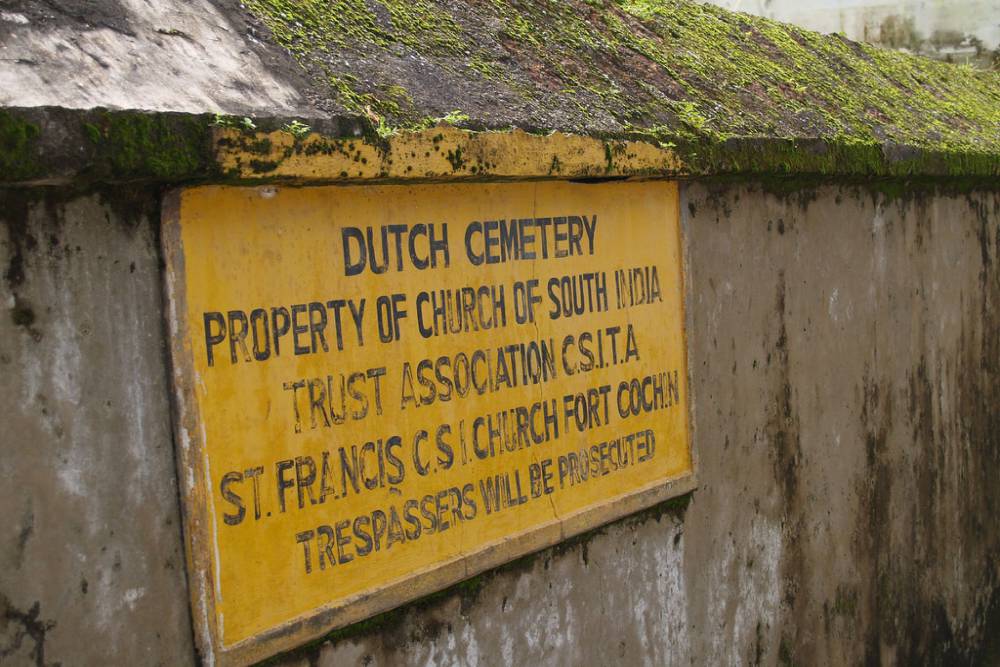 DUTCH CEMETERY
PROPERTY OF CHURCH OF SOUTH INDIA
TRUST ASSOCIATION C.S.I.T.A
ST. FRANCIS C S I. CHURCH FORT COCHIN
TRESPASSERS WILL BE PROSECUTED